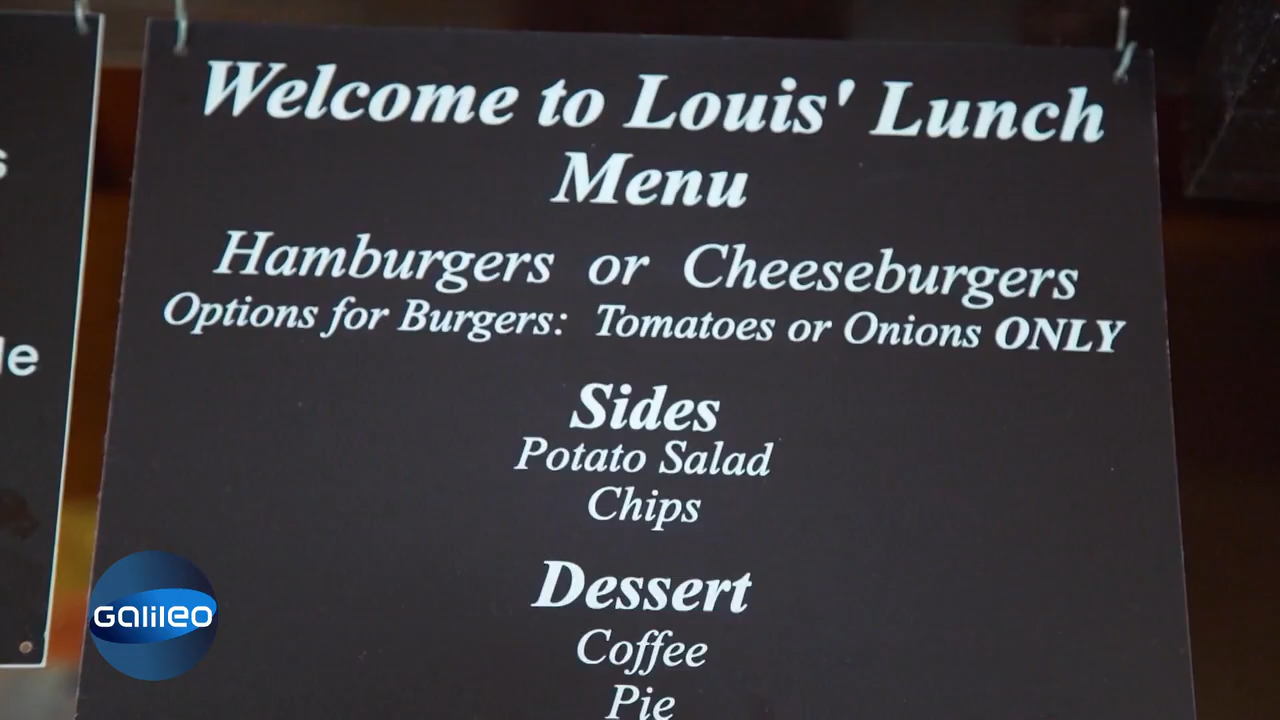 Welcome to Louis' Lunch
Menu
Hamburgers or Cheeseburgers
Options for Burgers: Tomatoes or Onions ONLY
Sides
Potato Salad
Chips
Dessert
Coffee
Pie
GaLiLEO